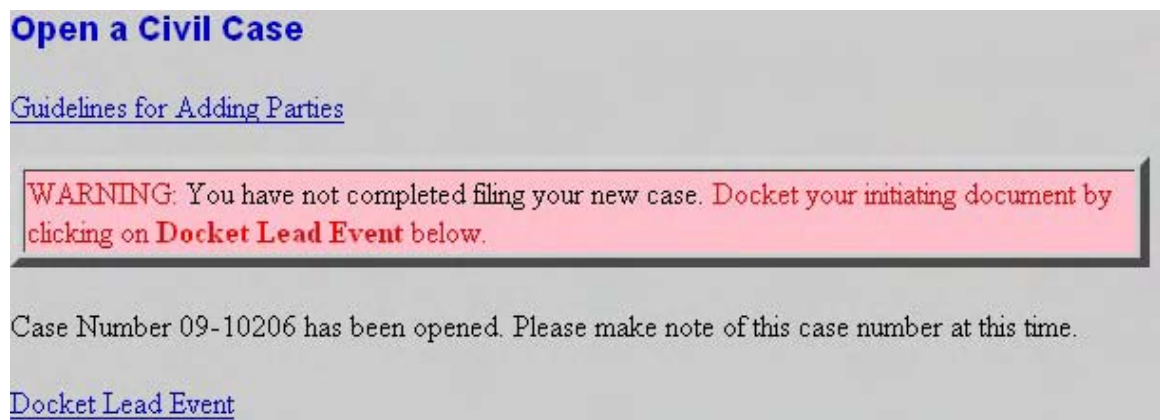 Open a Civil Case
Guidelines for Adding Parties
WARNING: You have not completed filing your new case. Docket your initiating document by
clicking on Docket Lead Event below.
Case Number 09-10206 has been opened. Please make note of this case number at this time.
Docket Lead Event